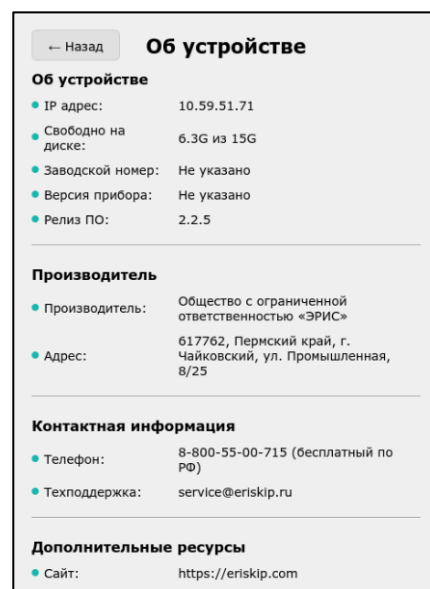 ← Назад Об устройстве
Об устройстве
IP адрес: 10.59.51.71
Свободно на
диске: 6.3G из 15G
Заводской номер: Не указано
Версия прибора: Не указано
Релиз ПО: 2.2.5
Производитель
Производитель: Общество с ограниченной
ответственностью «ЭРИС»
Адрес: 617762, Пермский край, г.
Чайковский, ул. Промышленная,
8/25
Контактная информация
Телефон: 8-800-55-00-715 (бесплатный по
РФ)
Техподдержка: service@eriskip.ru
Дополнительные ресурсы
Сайт: https://eriskip.com